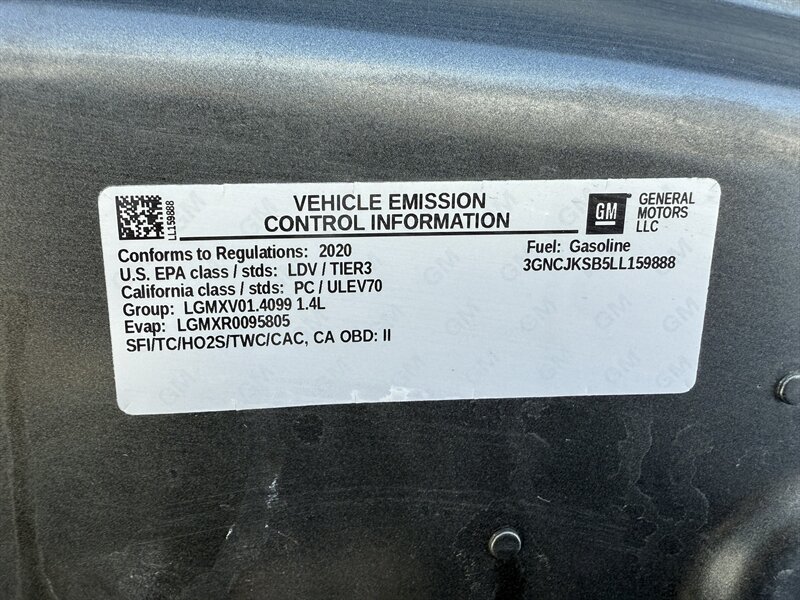 LL159888
VEHICLE EMISSION
CONTROL INFORMATION
GM
GENERAL
MOTORS
LLC
Conforms to Regulations: 2020
U.S. EPA class / stds: LDV / TIER3
California class / stds: PC / ULEV70
Group: LGMXV01.4099 1.4L
Evap: LGMXR0095805
SFI/TC/HO2S/TWC/CAC, CA OBD: II
Fuel: Gasoline
3GNCJKSB5LL159888